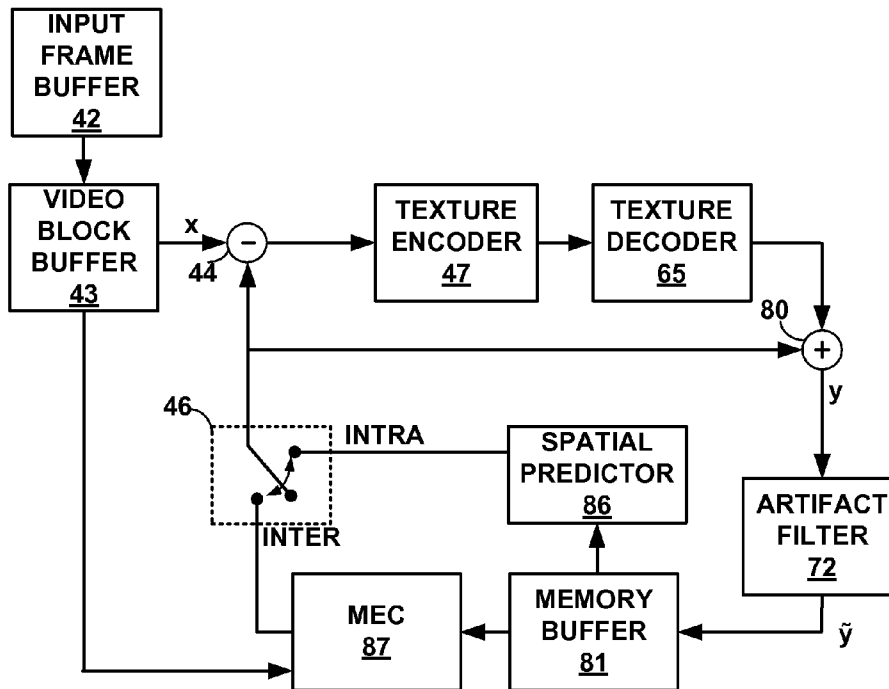 INPUT
FRAME
BUFFER
42
VIDEO
BLOCK
BUFFER
43
x
-
44
TEXTURE
ENCODER
47
TEXTURE
DECODER
65
80
+
y
46
INTRA
INTER
SPATIAL
PREDICTOR
86
ARTIFACT
FILTER
72
MEC
87
MEMORY
BUFFER
81
ỹ